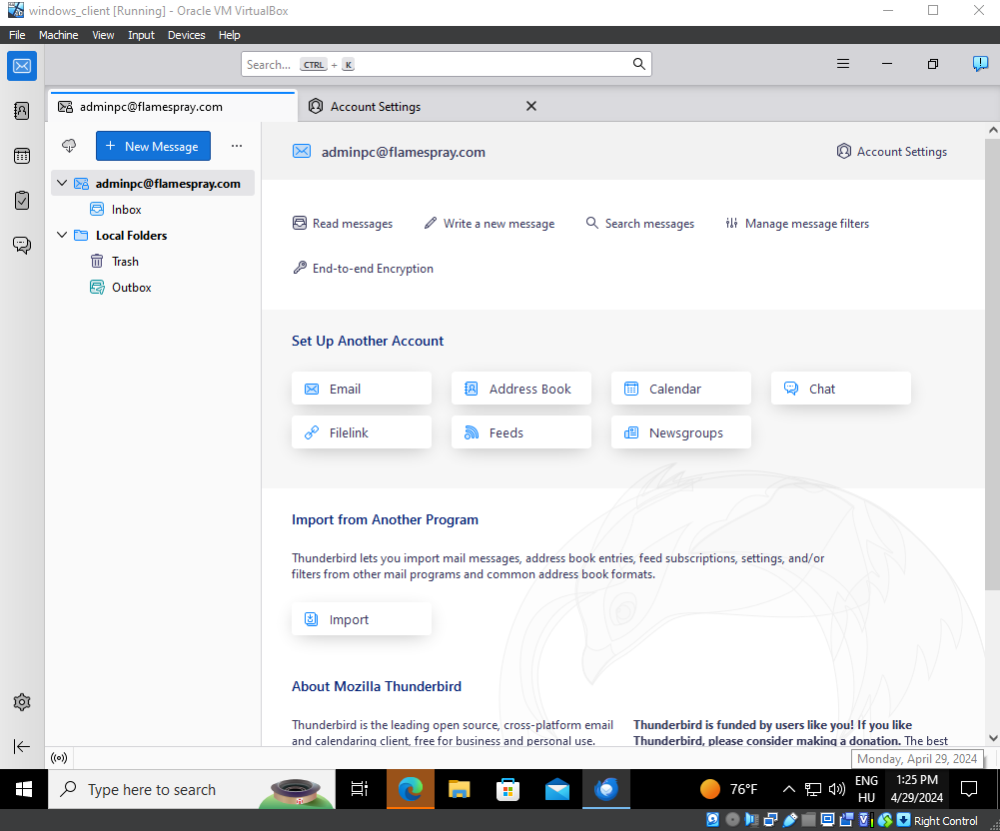 windows_client [Running] - Oracle VM VirtualBox
File Machine View Input Devices Help
Search... CTRL + K
adminpc@flamespray.com
Account Settings
New Message
adminpc@flamespray.com
Account Settings
adminpc@flamespray.com
Inbox
Local Folders
Trash
Outbox
Read messages
Write a new message
Search messages
Manage message filters
End-to-end Encryption
Set Up Another Account
Email
Address Book
Calendar
Chat
Filelink
Feeds
Newsgroups
Import from Another Program
Thunderbird lets you import mail messages, address book entries, feed subscriptions, settings, and/or
filters from other mail programs and common address book formats.
Import
About Mozilla Thunderbird
Thunderbird is the leading open source, cross-platform email
and calendaring client, free for business and personal use.
Thunderbird is funded by users like you! If you like
Thunderbird, please consider making a donation. The best
Monday, April 29, 2024
Type here to search
76°F
ENG
HU
1:25 PM
4/29/2024
Right Control